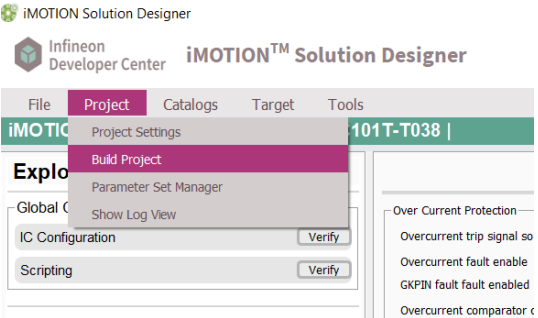 iMOTION Solution Designer
Infineon
Developer Center
iMOTION™ Solution Designer
File Project Catalogs Target Tools
101T-T038 |
Project Settings
Build Project
Parameter Set Manager
Show Log View
Global
IC Configuration Verify
Scripting Verify
Over Current Protection
Overcurrent trip signal so
Overcurrent fault enable
GKPIN fault fault enabled
Overcurrent comparator